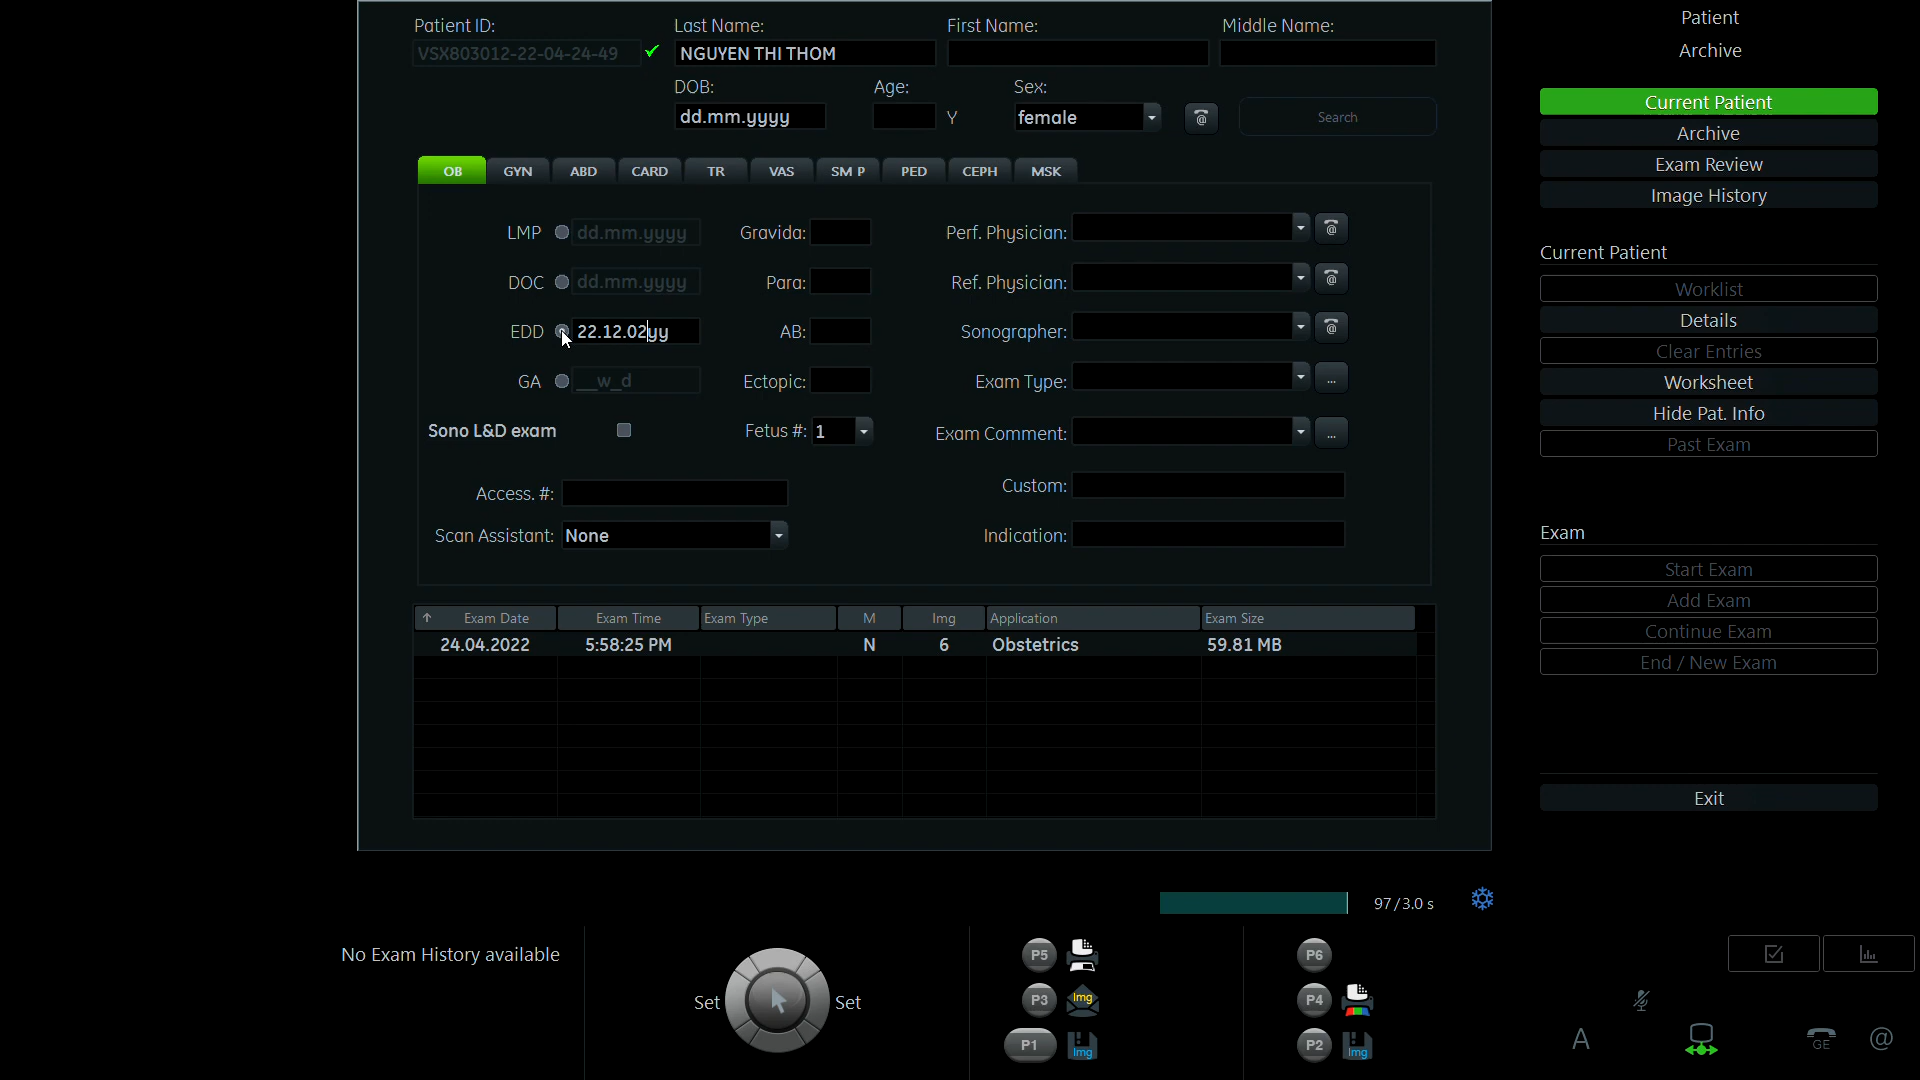 Patient ID: Last Name: First Name: Middle Name:
VSX803012-22-04-24-49 NGUYEN THI THOM
DOB: Age: Sex:
dd.mm.yyyy Y female Search
OB GYN ABD CARD TR VAS SM P PED CEPH MSK
LMP dd.mm.yyyy Gravida: Perf. Physician: @
DOC dd.mm.yyyy Para: Ref. Physician: @
EDD 22.12.02yy AB: Sonographer: @
GA __w_d Ectopic: Exam Type: ...
Sono L&D exam Fetus #: 1 Exam Comment: ...
Custom:
Access. #:
Scan Assistant: None Indication:
Exam Date Exam Time Exam Type M Img Application Exam Size
24.04.2022 5:58:25 PM N 6 Obstetrics 59.81 MB
97/3.0 s
No Exam History available
Set Set
P5
P3 Img
P1 Img
P6
P4
P2 Img
Patient
Archive
Current Patient
Archive
Exam Review
Image History
Current Patient
Worklist
Details
Clear Entries
Worksheet
Hide Pat. Info
Past Exam
Exam
Start Exam
Add Exam
Continue Exam
End / New Exam
Exit
A GE @